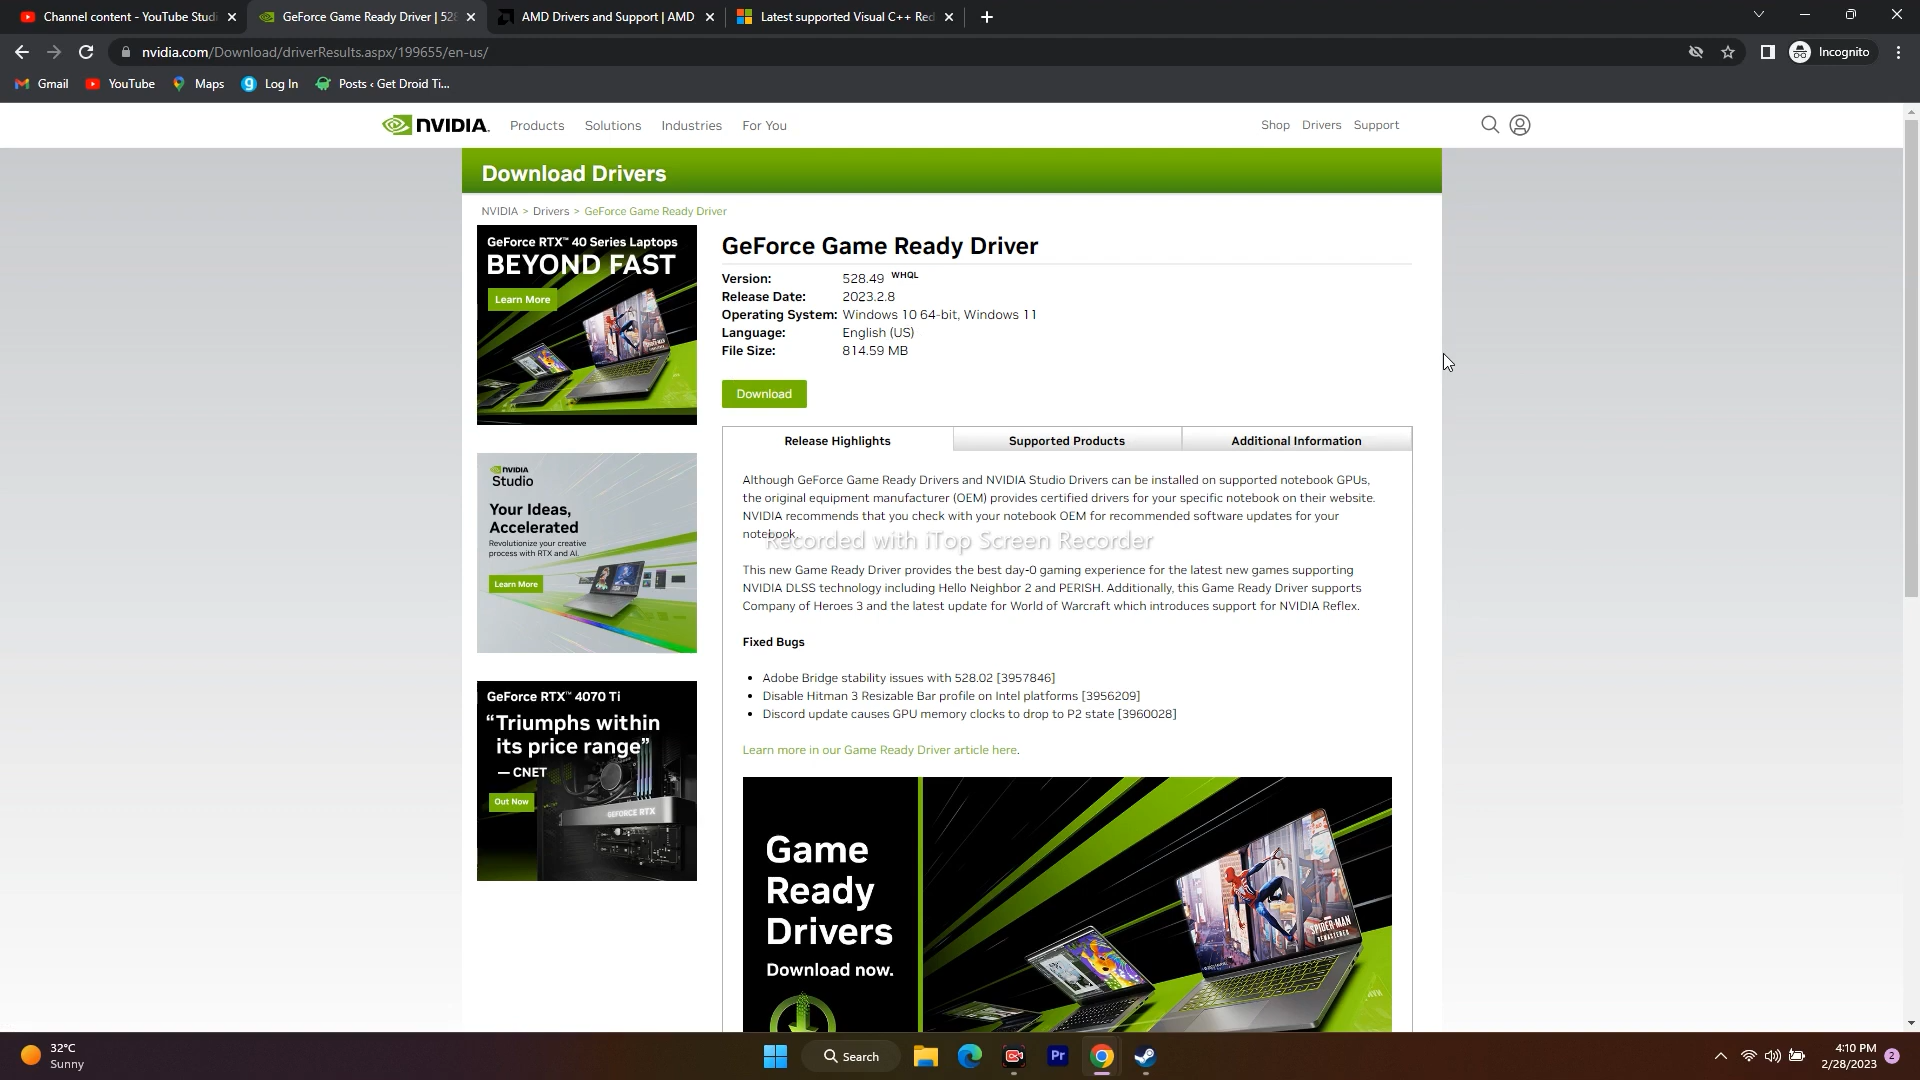 Channel content - YouTube Studi
GeForce Game Ready Driver | 528
AMD Drivers and Support | AMD
Latest supported Visual C++ Red
nvidia.com/Download/driverResults.aspx/199655/en-us/
Incognito
Gmail
YouTube
Maps
Log In
Posts ‹ Get Droid Ti...
NVIDIA.
Products
Solutions
Industries
For You
Shop
Drivers
Support
Download Drivers
NVIDIA > Drivers > GeForce Game Ready Driver
GeForce RTX™ 40 Series Laptops
BEYOND FAST
Learn More
GeForce Game Ready Driver
Version: 528.49 WHQL
Release Date: 2023.2.8
Operating System: Windows 10 64-bit, Windows 11
Language: English (US)
File Size: 814.59 MB
Download
Release Highlights
Supported Products
Additional Information
Although GeForce Game Ready Drivers and NVIDIA Studio Drivers can be installed on supported notebook GPUs,
the original equipment manufacturer (OEM) provides certified drivers for your specific notebook on their website.
NVIDIA recommends that you check with your notebook OEM for recommended software updates for your
notebook.
Recorded with iTop Screen Recorder
This new Game Ready Driver provides the best day-0 gaming experience for the latest new games supporting
NVIDIA DLSS technology including Hello Neighbor 2 and PERISH. Additionally, this Game Ready Driver supports
Company of Heroes 3 and the latest update for World of Warcraft which introduces support for NVIDIA Reflex.
Fixed Bugs
• Adobe Bridge stability issues with 528.02 [3957846]
• Disable Hitman 3 Resizable Bar profile on Intel platforms [3956209]
• Discord update causes GPU memory clocks to drop to P2 state [3960028]
Learn more in our Game Ready Driver article here.
NVIDIA
Studio
Your Ideas,
Accelerated
Revolutionize your creative
process with RTX and AI.
Learn More
GeForce RTX™ 4070 Ti
“Triumphs within
its price range”
— CNET
Out Now
GEFORCE RTX
Game
Ready
Drivers
Download now.
SPIDER-MAN
REMASTERED
32°C
Sunny
Search
Pr
4:10 PM
2/28/2023
2